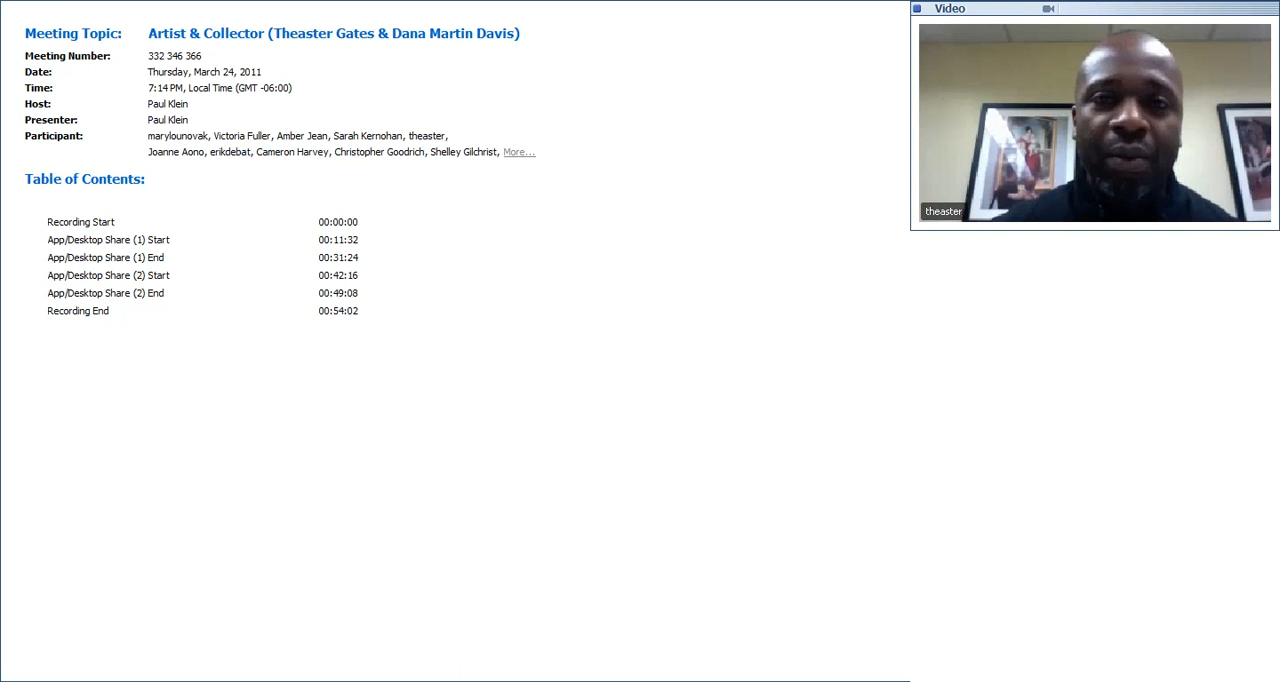 Meeting Topic: Artist & Collector (Theaster Gates & Dana Martin Davis)
Meeting Number: 332 346 366
Date: Thursday, March 24, 2011
Time: 7:14 PM, Local Time (GMT -06:00)
Host: Paul Klein
Presenter: Paul Klein
Participant: marylounovak, Victoria Fuller, Amber Jean, Sarah Kernohan, theaster,
Joanne Aono, erikdebat, Cameron Harvey, Christopher Goodrich, Shelley Gilchrist, More...
Table of Contents:
Recording Start 00:00:00
App/Desktop Share (1) Start 00:11:32
App/Desktop Share (1) End 00:31:24
App/Desktop Share (2) Start 00:42:16
App/Desktop Share (2) End 00:49:08
Recording End 00:54:02
Video
theaster